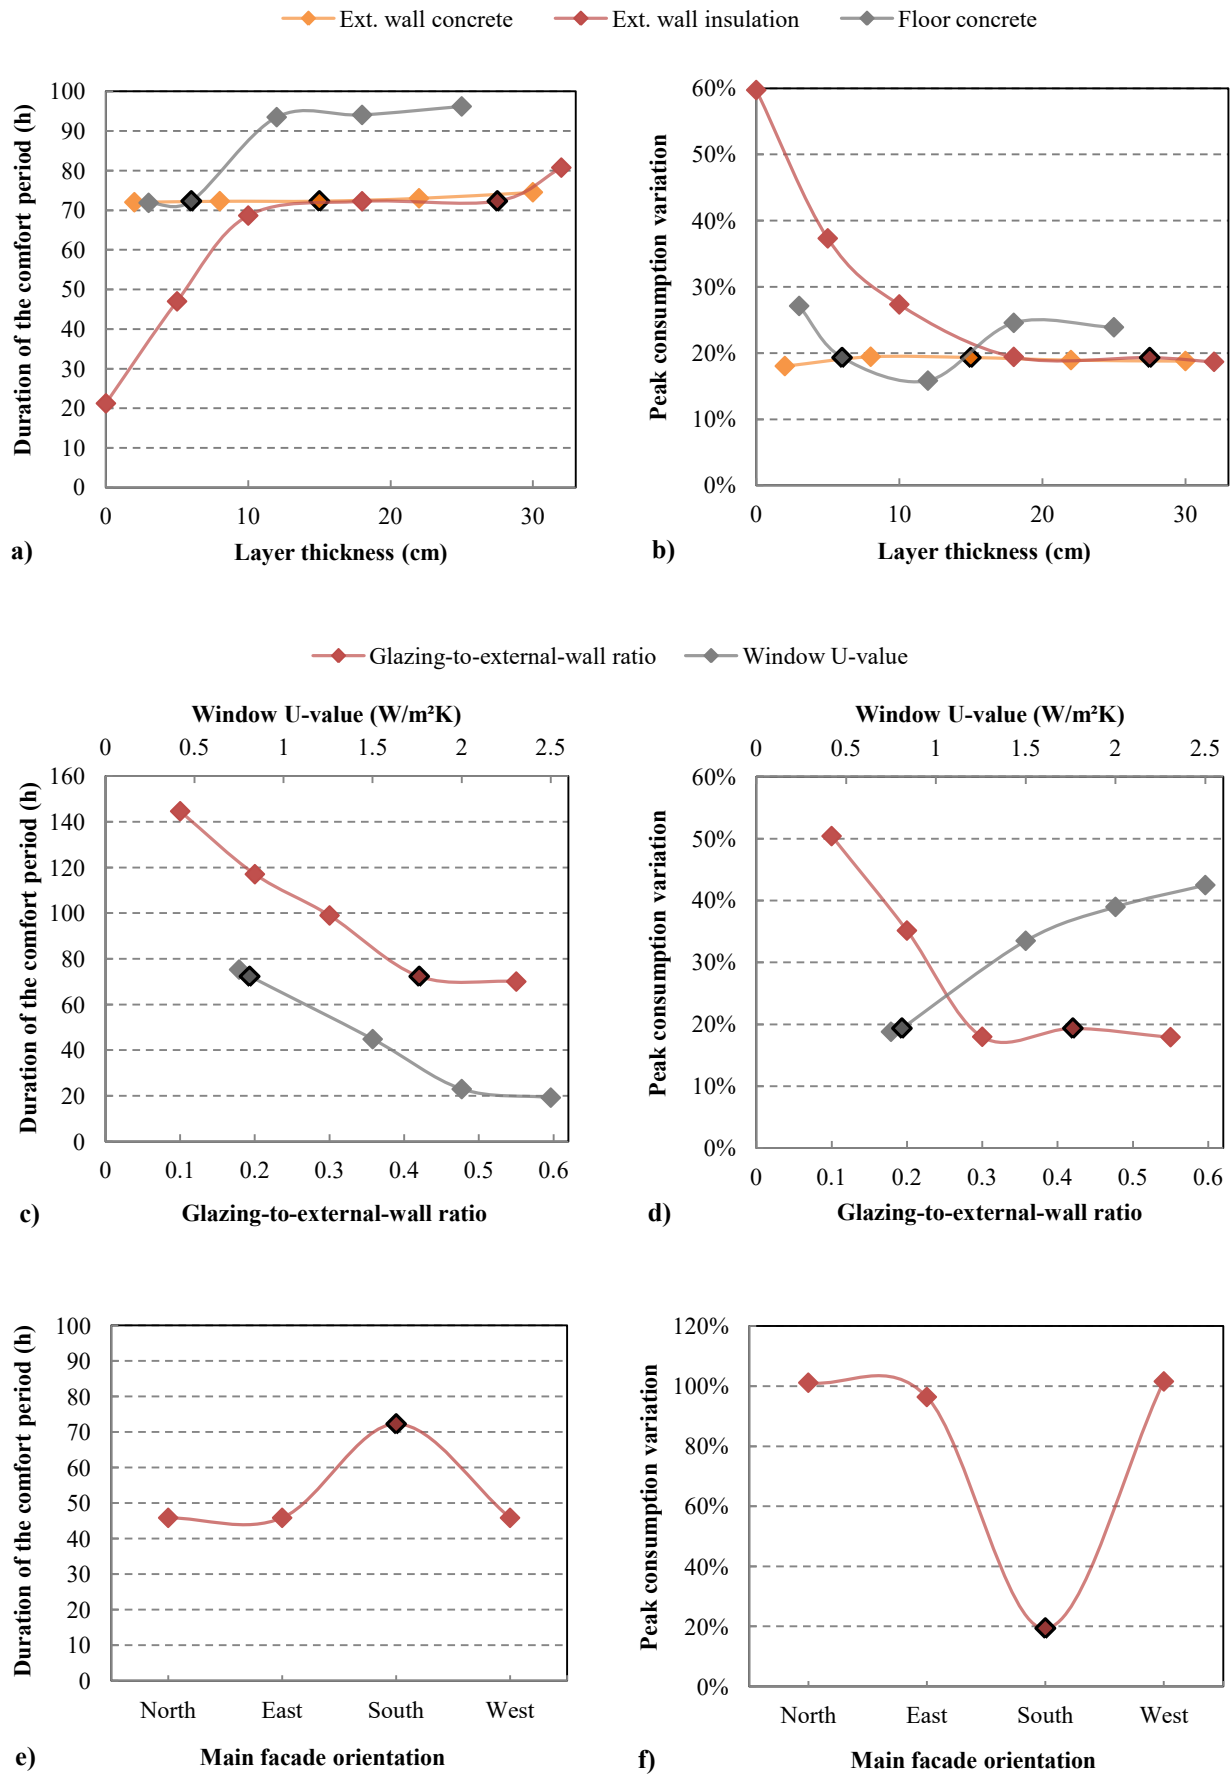 Ext. wall concrete Ext. wall insulation Floor concrete
Duration of the comfort period (h)
100
90
80
70
60
50
40
30
20
10
0
0 10 20 30
Layer thickness (cm)
a)
Peak consumption variation
60%
50%
40%
30%
20%
10%
0%
0 10 20 30
Layer thickness (cm)
b)
Glazing-to-external-wall ratio Window U-value
Window U-value (W/m²K)
0 0.5 1 1.5 2 2.5
Duration of the comfort period (h)
160
140
120
100
80
60
40
20
0
0 0.1 0.2 0.3 0.4 0.5 0.6
Glazing-to-external-wall ratio
c)
Window U-value (W/m²K)
0 0.5 1 1.5 2 2.5
Peak consumption variation
60%
50%
40%
30%
20%
10%
0%
0 0.1 0.2 0.3 0.4 0.5 0.6
Glazing-to-external-wall ratio
d)
Duration of the comfort period (h)
100
90
80
70
60
50
40
30
20
10
0
North East South West
Main facade orientation
e)
Peak consumption variation
120%
100%
80%
60%
40%
20%
0%
North East South West
Main facade orientation
f)